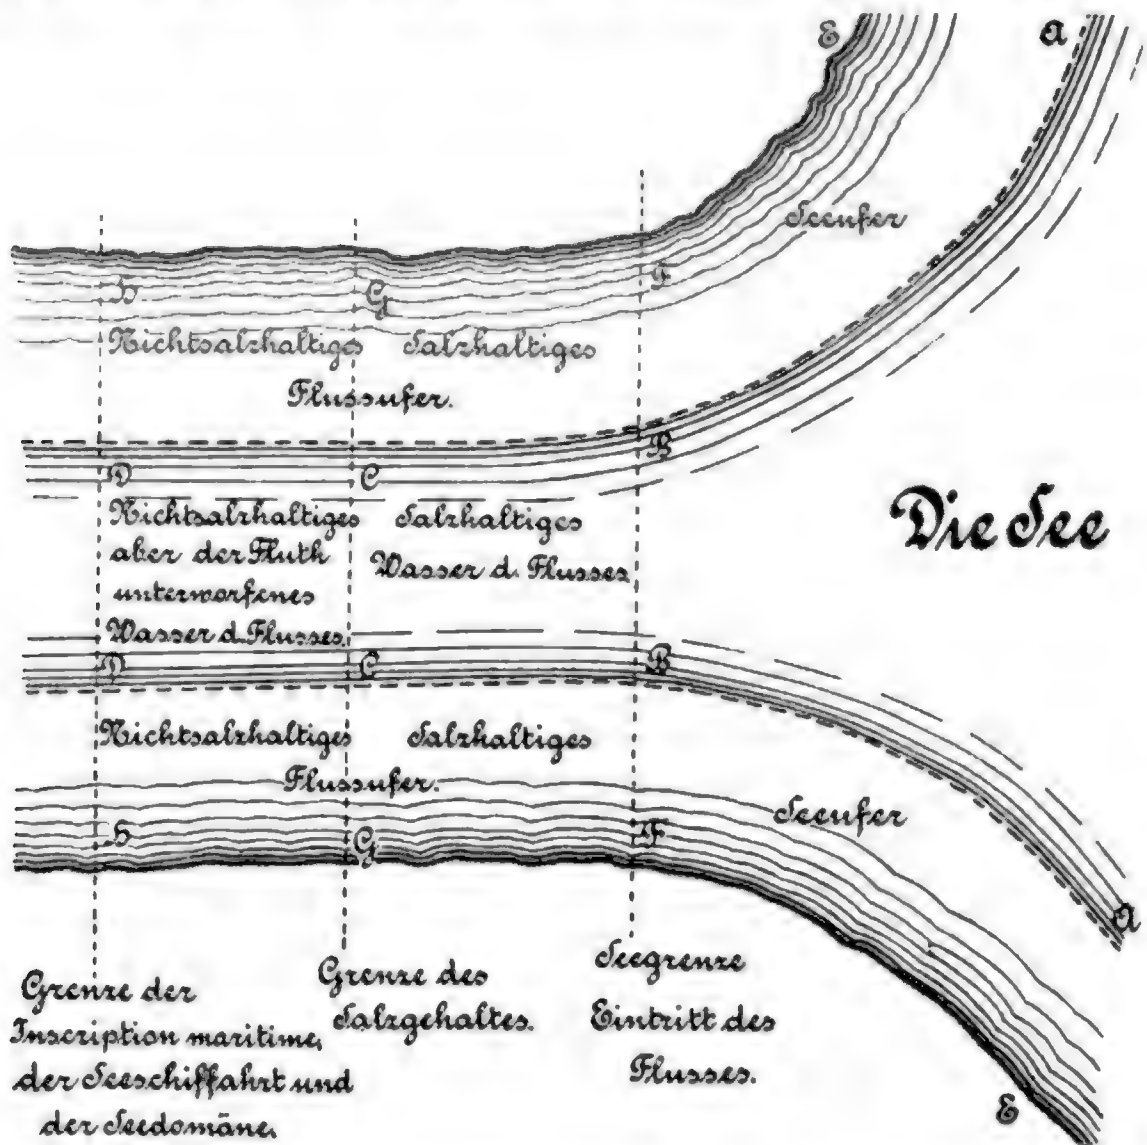 E A
Seeufer
H G F
Nichtsalzhaltiges Salzhaltiges
Flussufer.
B
D C
Nichtsalzhaltiges Salzhaltiges
aber der Fluth Wasser d. Flusses
unterworfenes
Wasser d. Flusses.
Die See
D C B
Nichtsalzhaltiges Salzhaltiges
Flussufer.
Seeufer
H G F
A
Grenze der
Inscription maritime,
der Seeschiffahrt und
der Seedomäne.
Grenze des
Salzgehaltes.
Seegrenze
Eintritt des
Flusses.
E